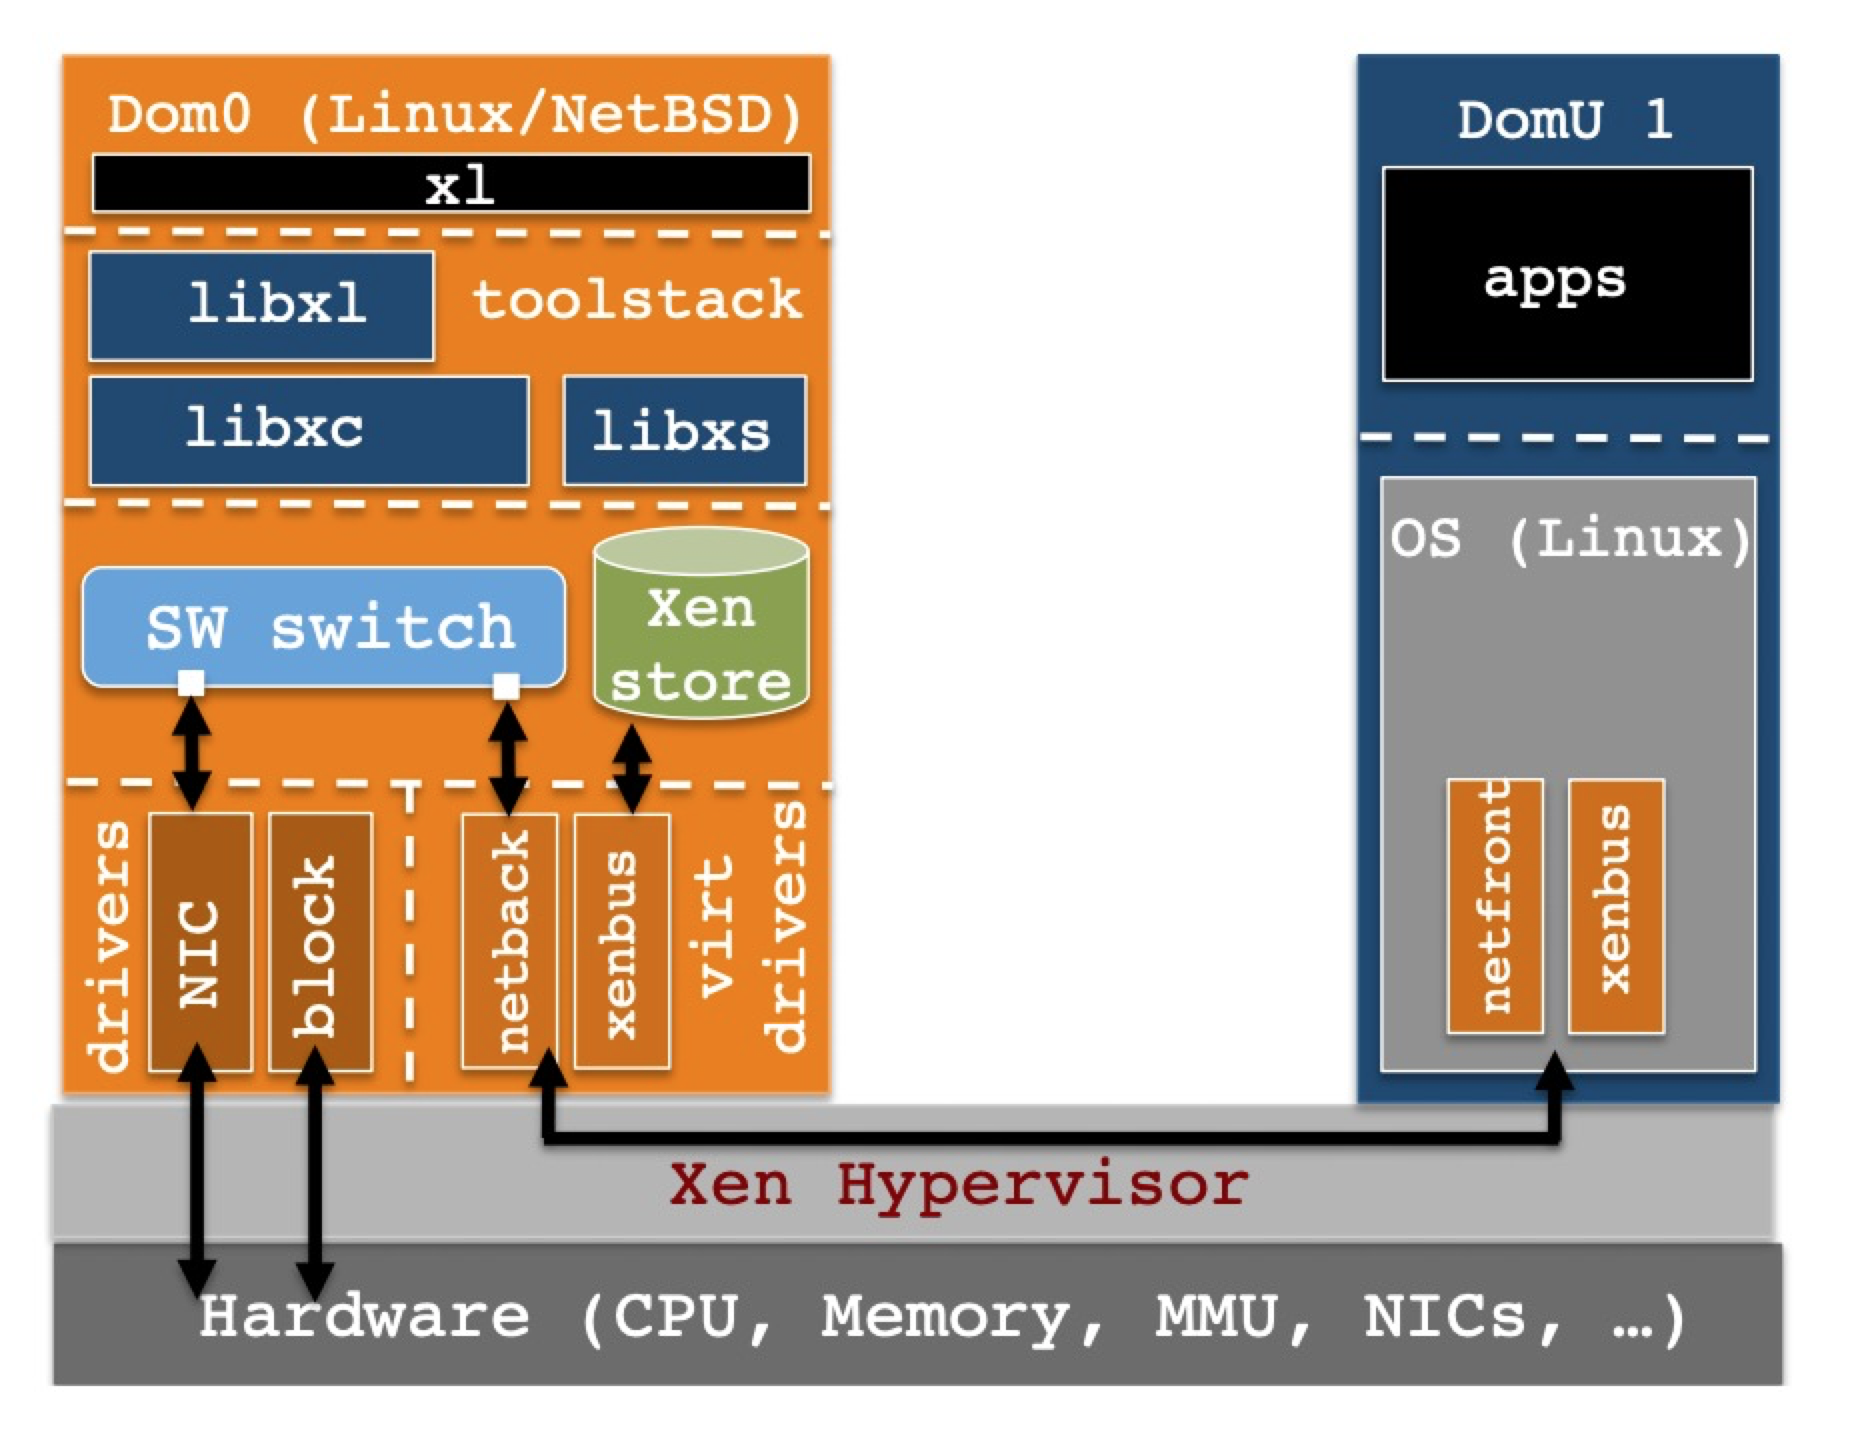 Dom0 (Linux/NetBSD)
xl
libxl
toolstack
libxc
libxs
SW switch
Xen
store
drivers
NIC
block
netback
xenbus
virt
drivers
DomU 1
apps
OS (Linux)
netfront
xenbus
Xen Hypervisor
Hardware (CPU, Memory, MMU, NICs, …)